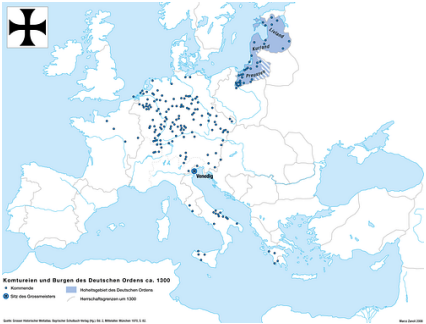 Livland
Kurland
Preussen
Venedig
Komtureien und Burgen des Deutschen Ordens ca. 1300
Kommende
Hoheitsgebiet des Deutschen Ordens
Sitz des Grossmeisters
Herrschaftsgrenzen um 1300